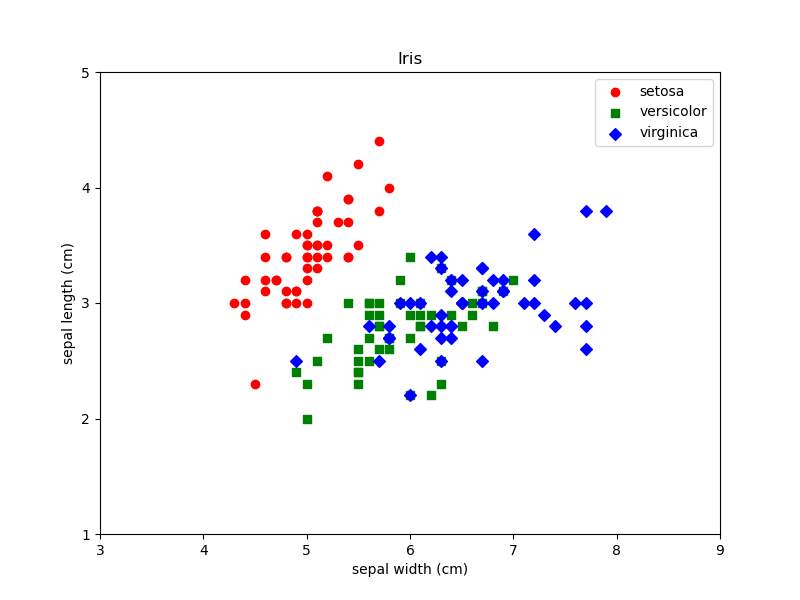 Iris
setosa
versicolor
virginica
5
4
3
2
1
sepal length (cm)
3
4
5
6
7
8
9
sepal width (cm)